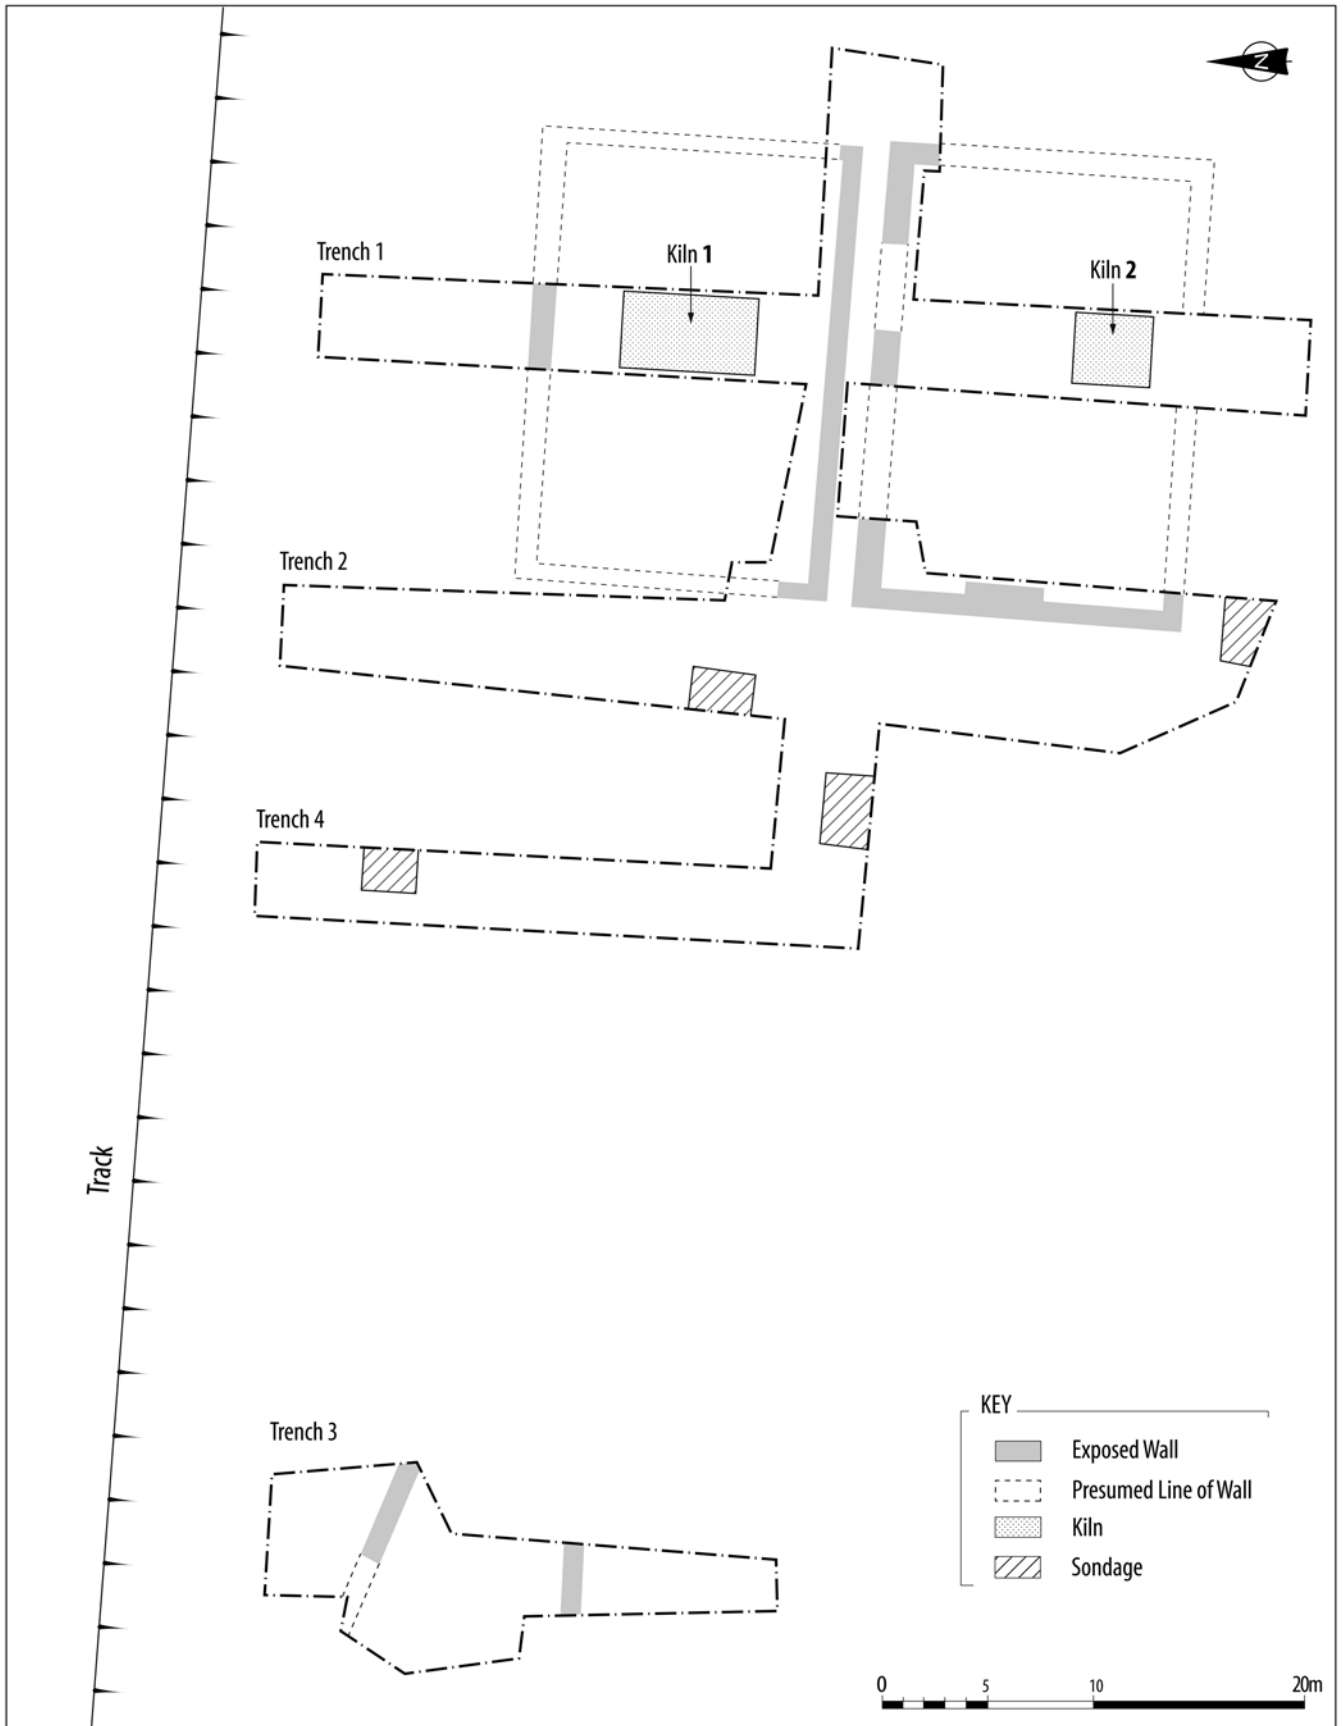 N
Trench 1
Kiln 1
Kiln 2
Trench 2
Trench 4
Track
Trench 3
KEY
Exposed Wall
Presumed Line of Wall
Kiln
Sondage
0 5 10 20m